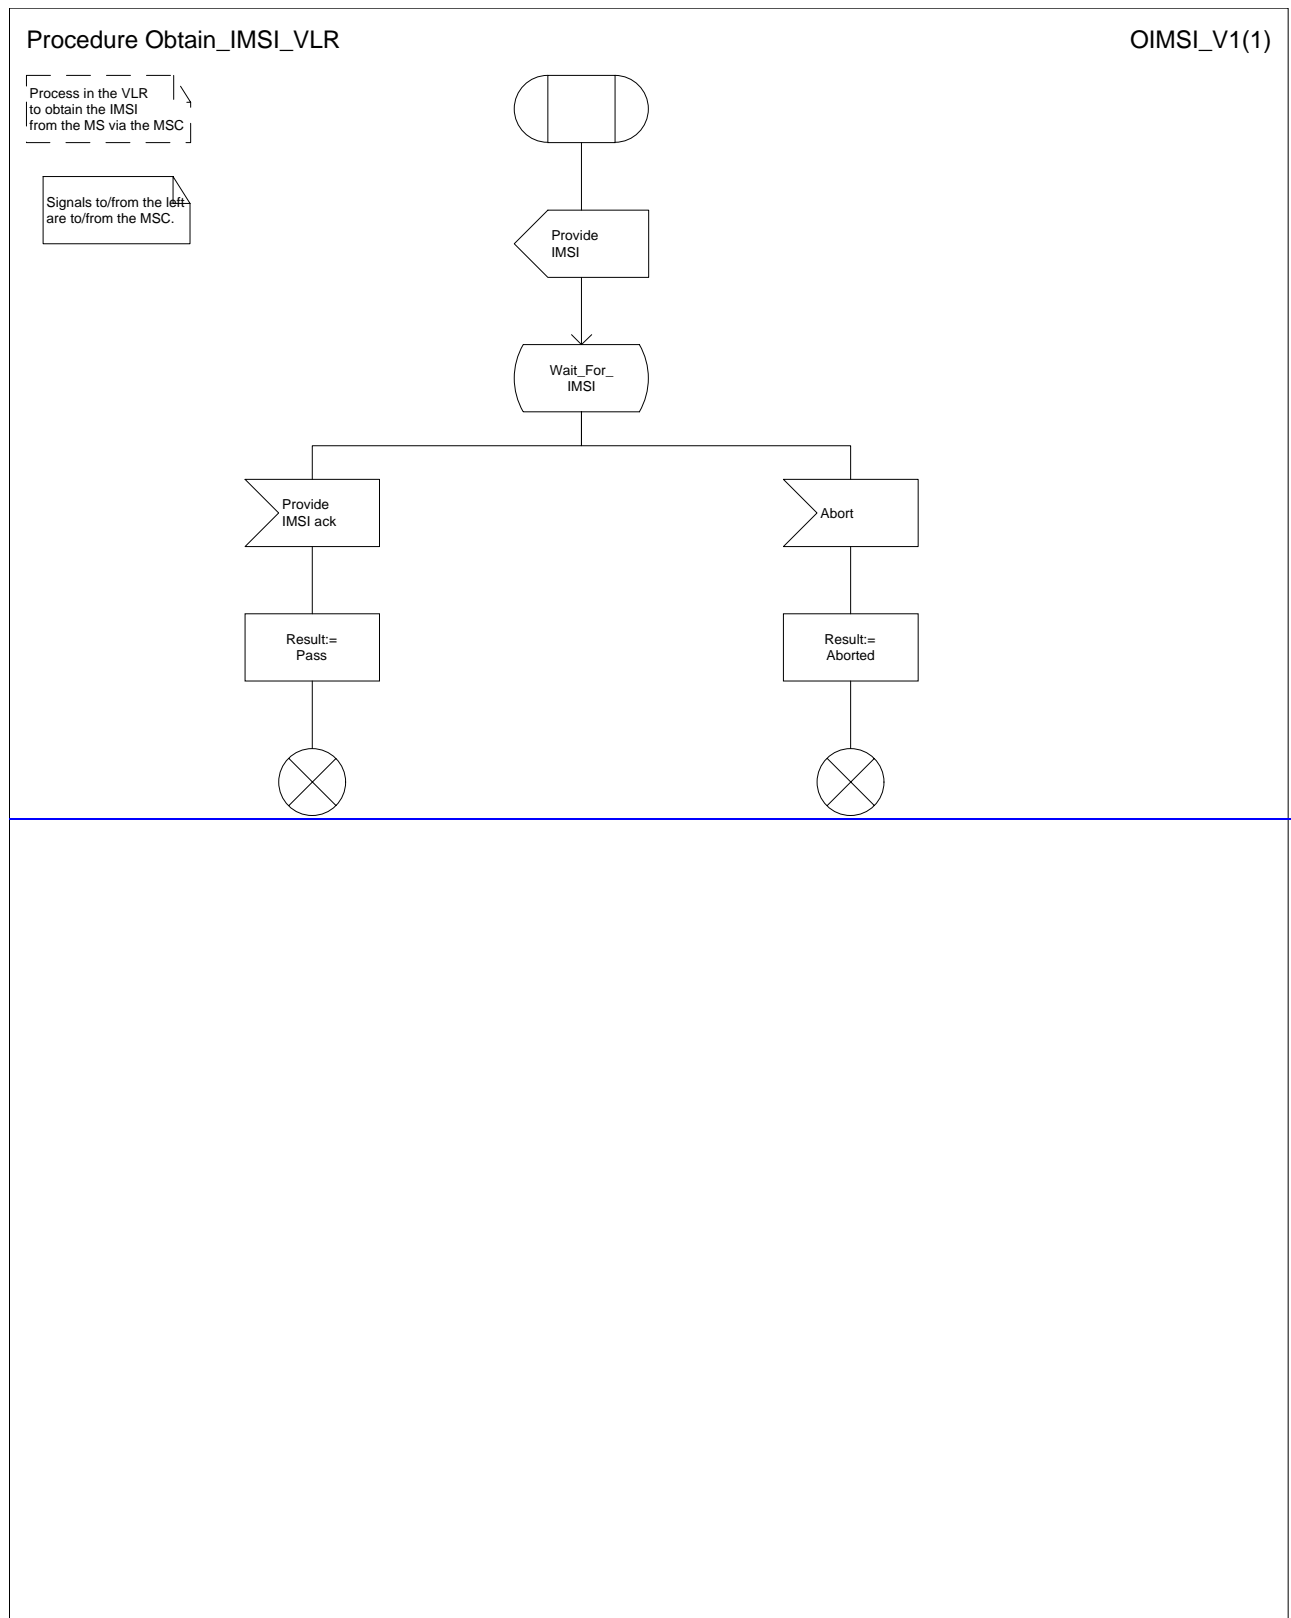 Procedure Obtain_IMSI_VLR
OIMSI_V1(1)
Process in the VLR
to obtain the IMSI
from the MS via the MSC
Signals to/from the left
are to/from the MSC.
Provide
IMSI
Wait_For_
IMSI
Provide
IMSI ack
Abort
Result:=
Pass
Result:=
Aborted